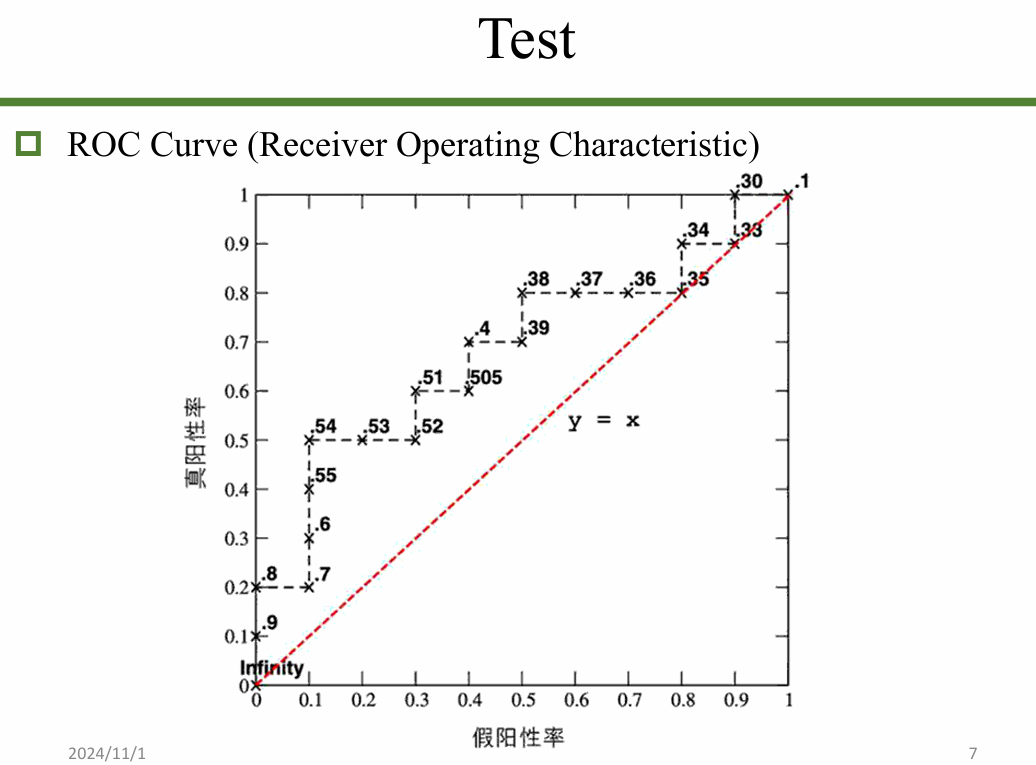 Test
ROC Curve (Receiver Operating Characteristic)
.30 .1
1
.34 .33
0.9
.38 .37 .36 .35
0.8
.4 .39
0.7
.51 .505
0.6
真阳性率
y = x
.54 .53 .52
0.5
.55
0.4
.6
0.3
.8 .7
0.2
.9
0.1
Infinity
0
0 0.1 0.2 0.3 0.4 0.5 0.6 0.7 0.8 0.9 1
假阳性率
2024/11/1
7